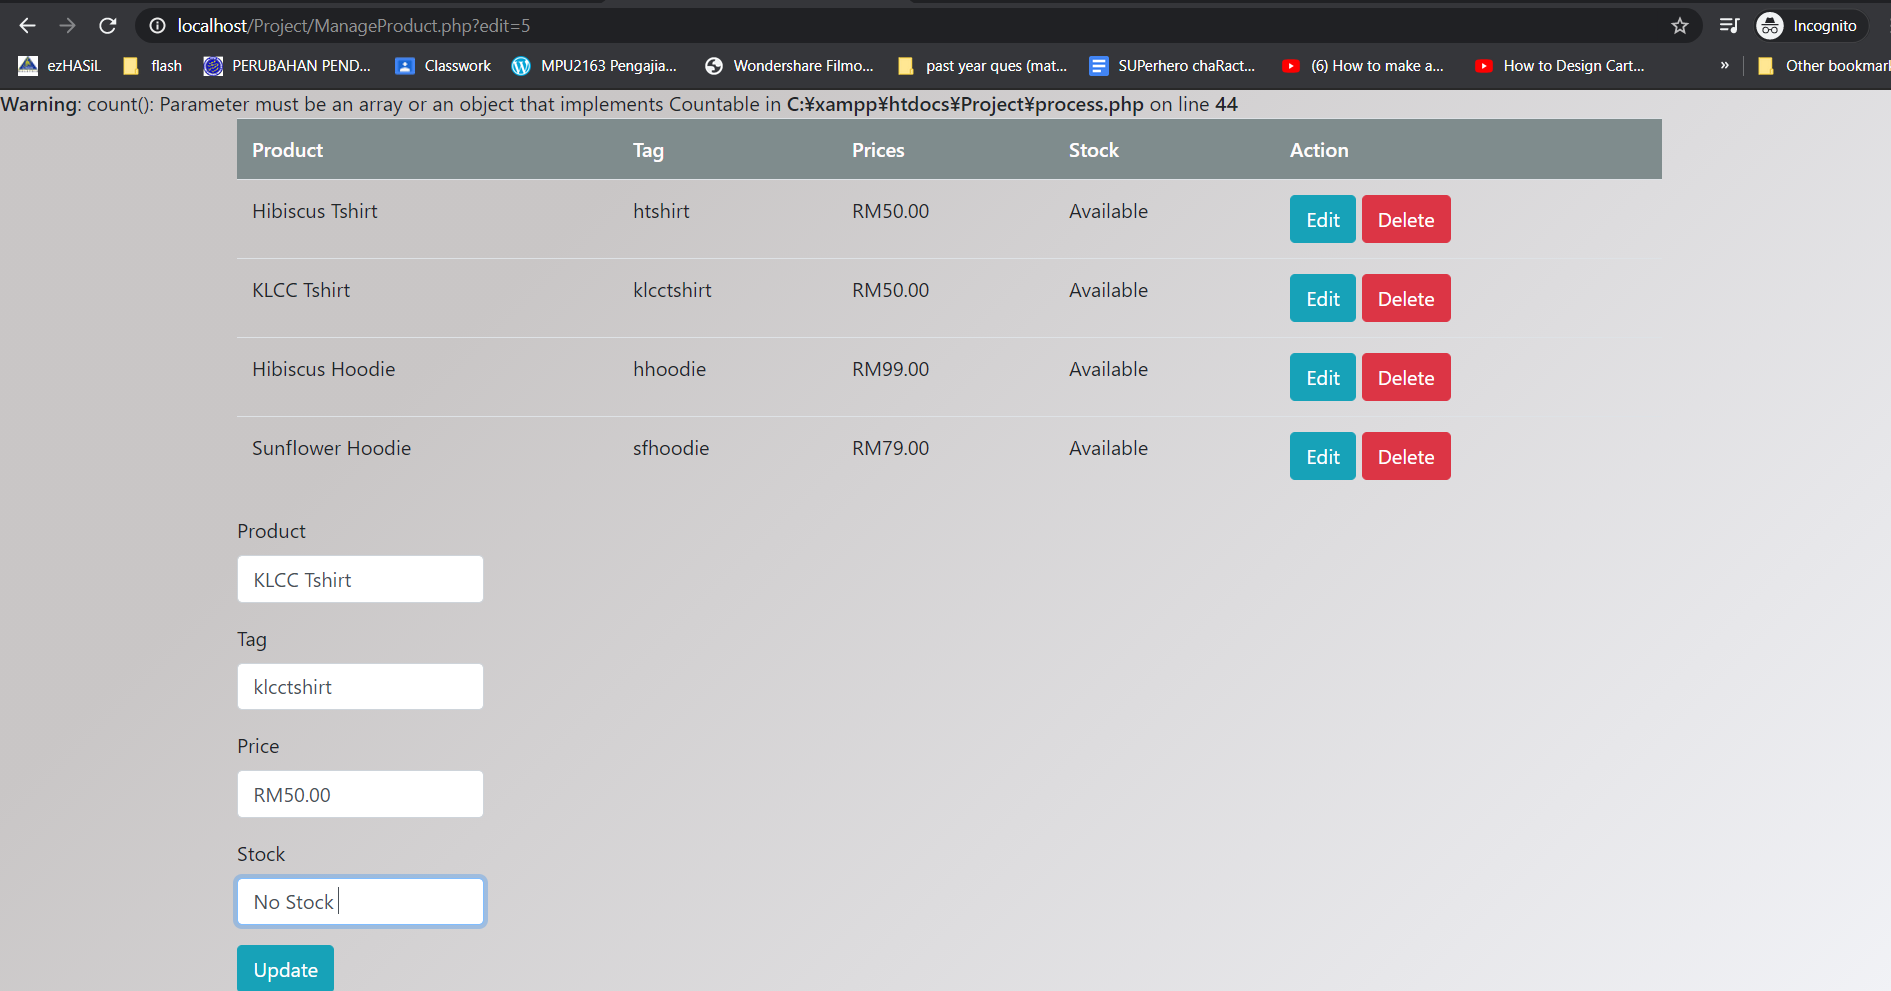 localhost/Project/ManageProduct.php?edit=5
Incognito
ezHASiL flash PERUBAHAN PEND... Classwork MPU2163 Pengajia... Wondershare Filmo... past year ques (mat... SUPerhero chaRact... (6) How to make a... How to Design Cart... » Other bookmark
Warning: count(): Parameter must be an array or an object that implements Countable in C:¥xampp¥htdocs¥Project¥process.php on line 44
Product Tag Prices Stock Action
Hibiscus Tshirt htshirt RM50.00 Available Edit Delete
KLCC Tshirt klcctshirt RM50.00 Available Edit Delete
Hibiscus Hoodie hhoodie RM99.00 Available Edit Delete
Sunflower Hoodie sfhoodie RM79.00 Available Edit Delete
Product
KLCC Tshirt
Tag
klcctshirt
Price
RM50.00
Stock
No Stock
Update